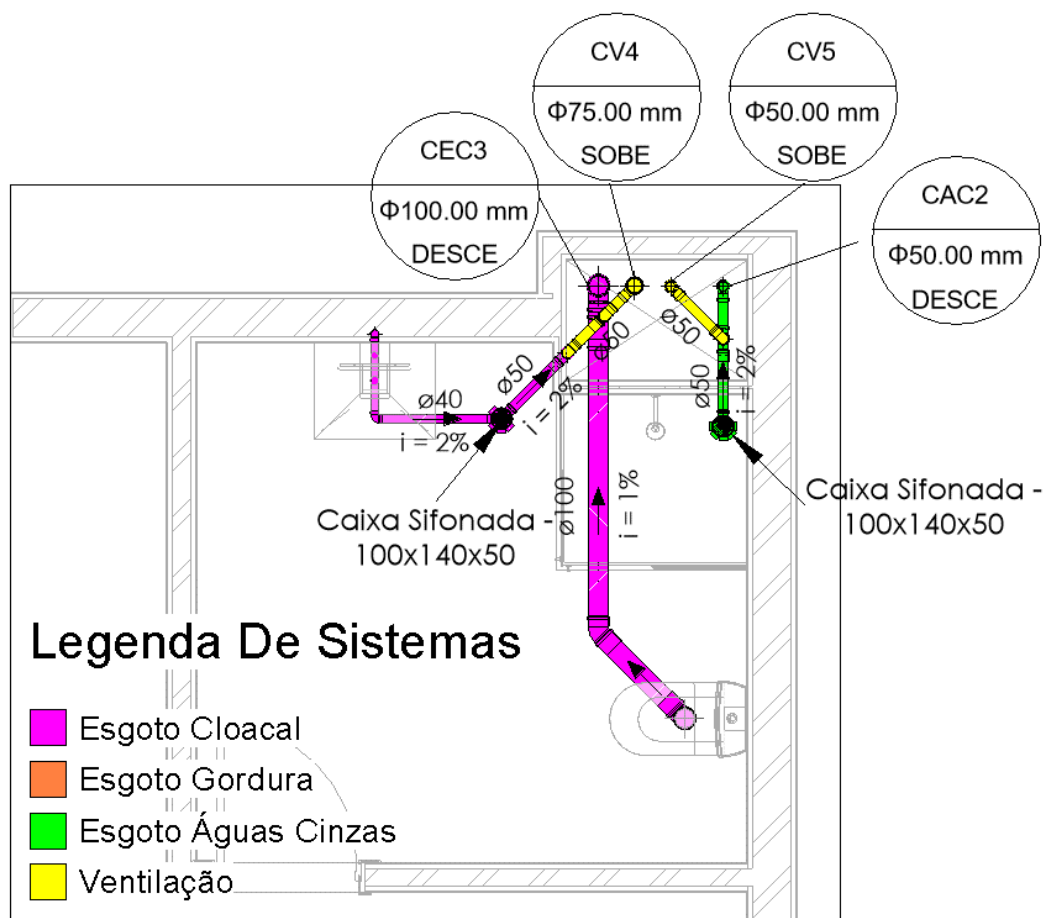 CV4
Φ75.00 mm
SOBE
CV5
Φ50.00 mm
SOBE
CEC3
Φ100.00 mm
DESCE
CAC2
Φ50.00 mm
DESCE
ø50
ø50
ø40
i = 2%
ø50
i = 2%
ø50
i = 2%
Caixa Sifonada -
100x140x50
ø100
i = 1%
Caixa Sifonada -
100x140x50
Legenda De Sistemas
Esgoto Cloacal
Esgoto Gordura
Esgoto Águas Cinzas
Ventilação